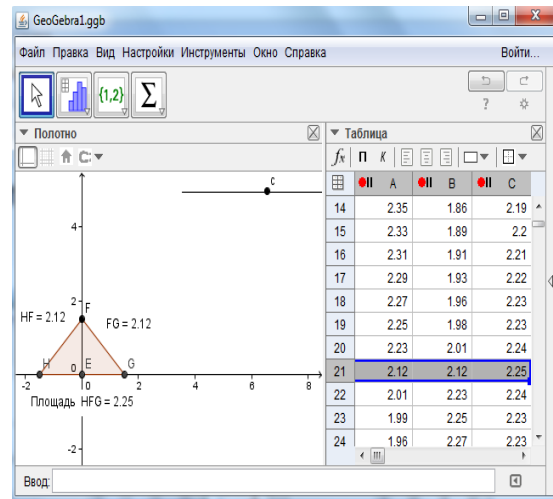 GeoGebra1.ggb
Файл Правка Вид Настройки Инструменты Окно Справка Войти...
{1,2} Σ
?
Полотно
Таблица
fx П К
A B C
14 2.35 1.86 2.19
15 2.33 1.89 2.2
16 2.31 1.91 2.21
17 2.29 1.93 2.22
18 2.27 1.96 2.23
19 2.25 1.98 2.23
20 2.23 2.01 2.24
21 2.12 2.12 2.25
22 2.01 2.23 2.24
23 1.99 2.25 2.23
24 1.96 2.27 2.23
c
4
2
F
HF = 2.12
FG = 2.12
H 0 E G
-2 0 2 4 6 8
Площадь HFG = 2.25
-2
Ввод: